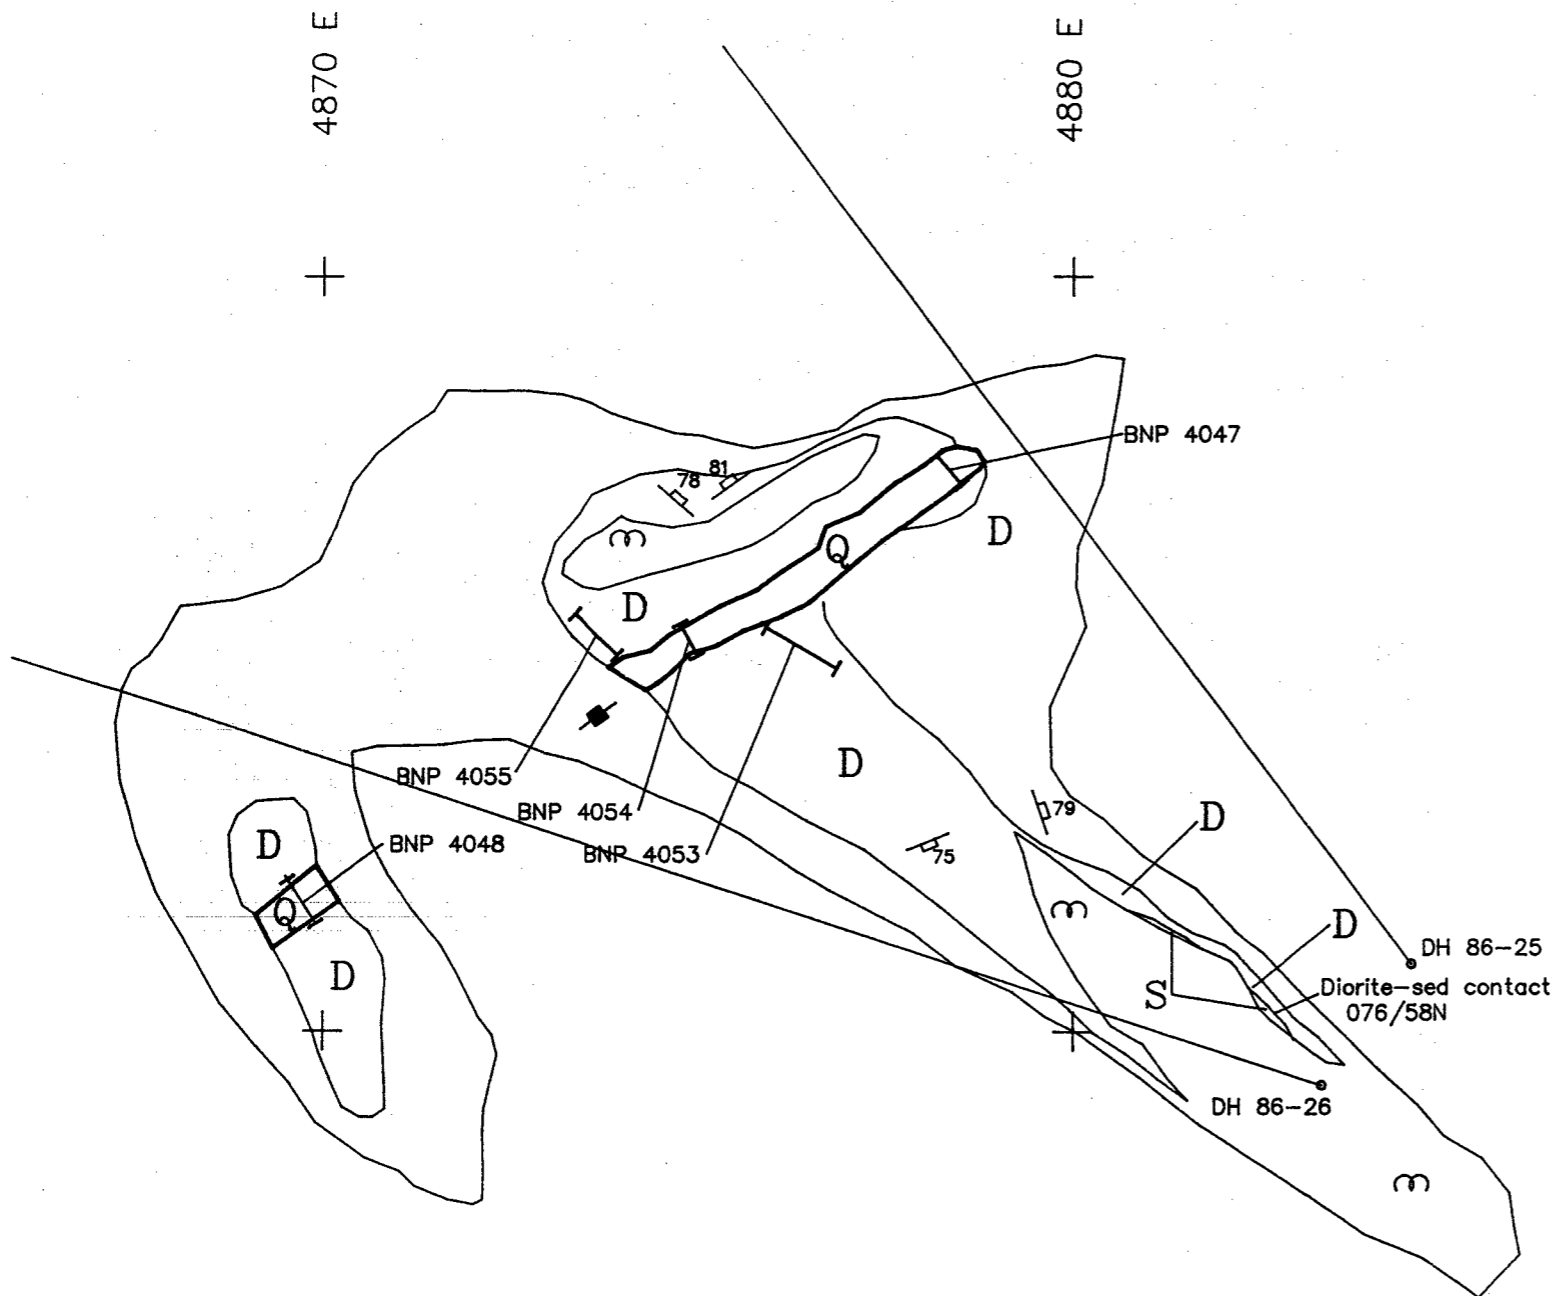 4870 E
4880 E
BNP 4047
81
78
D
Q
D
D
BNP 4055
BNP 4054
BNP 4053
79
75
D
D
BNP 4048
Q
D
D
S
DH 86-25
Diorite-sed contact
076/58N
DH 86-26